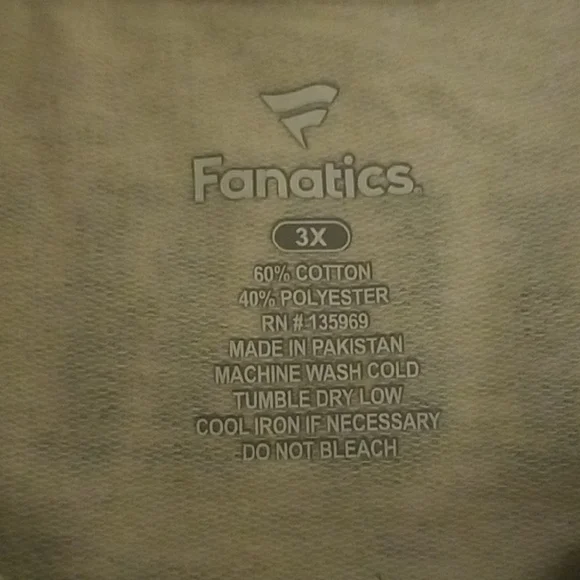 Fanatics
3X
60% COTTON
40% POLYESTER
RN # 135969
MADE IN PAKISTAN
MACHINE WASH COLD
TUMBLE DRY LOW
COOL IRON IF NECESSARY
DO NOT BLEACH